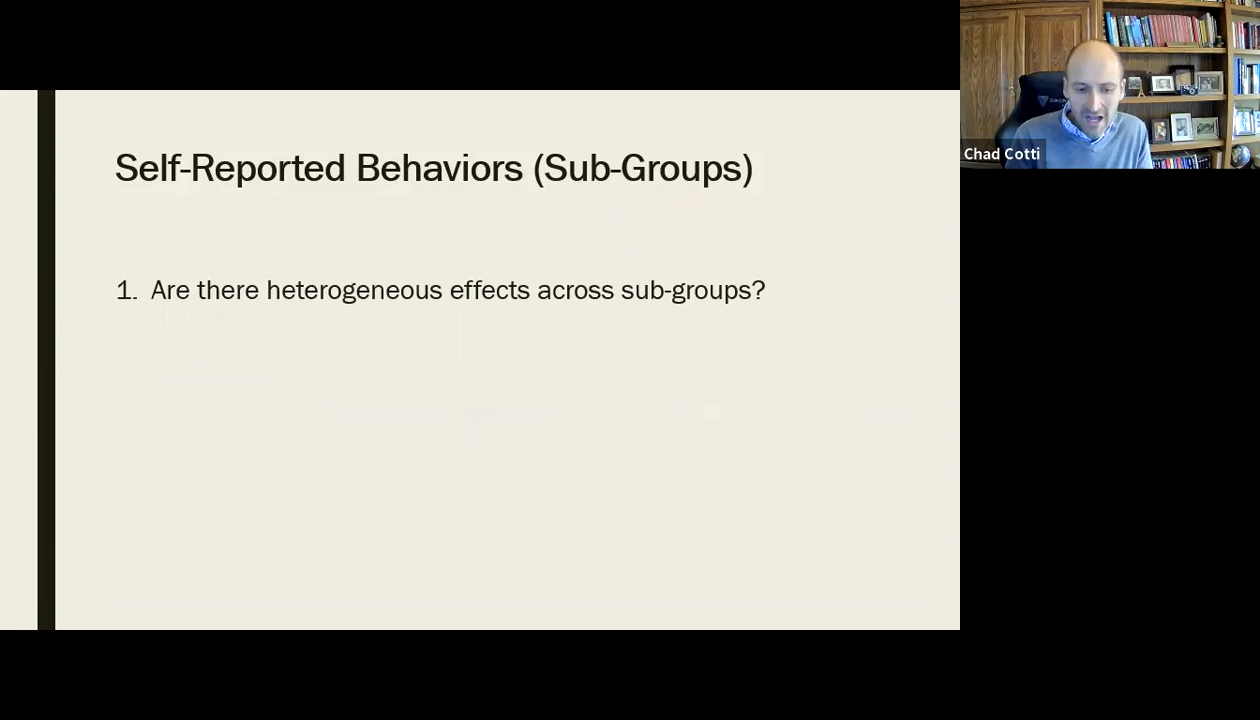 Self-Reported Behaviors (Sub-Groups)
1. Are there heterogeneous effects across sub-groups?
Chad Cotti